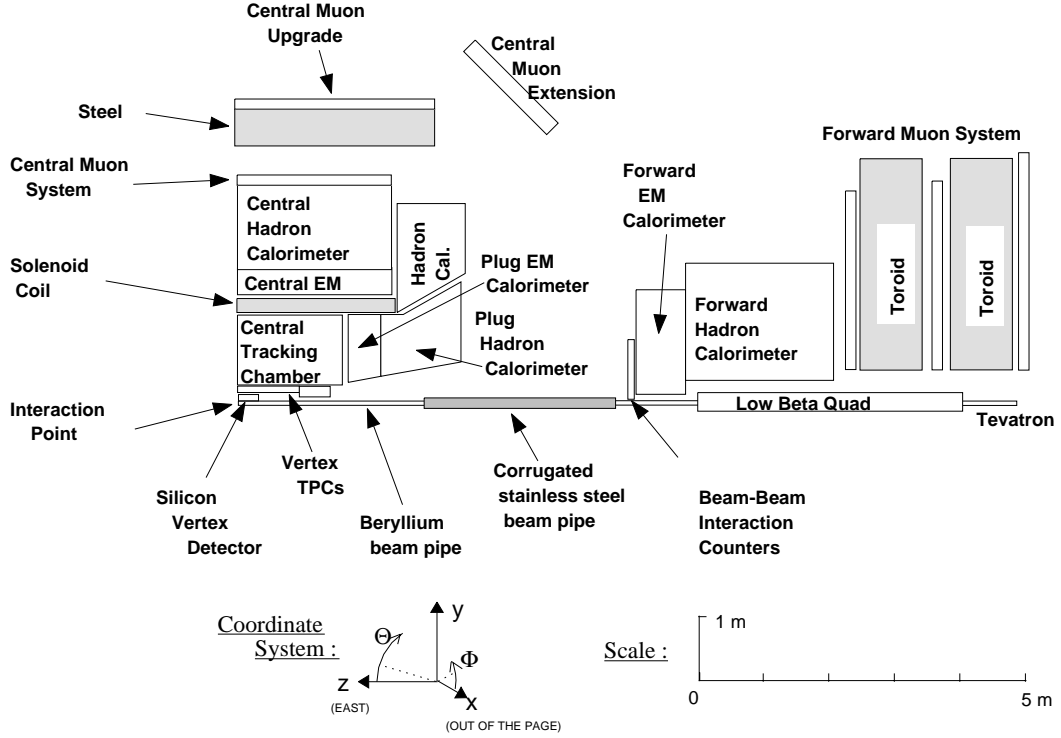 Central Muon
Upgrade
Central
Muon
Extension
Steel
Forward Muon System
Central Muon
System
Forward
EM
Calorimeter
Central
Hadron
Calorimeter
Hadron
Cal.
Toroid
Toroid
Solenoid
Coil
Central EM
Plug EM
Calorimeter
Central
Tracking
Chamber
Plug
Hadron
Calorimeter
Forward
Hadron
Calorimeter
Interaction
Point
Low Beta Quad
Tevatron
Silicon
Vertex
Detector
Vertex
TPCs
Beryllium
beam pipe
Corrugated
stainless steel
beam pipe
Beam-Beam
Interaction
Counters
Coordinate
System :
y
Θ
Φ
z
(EAST)
x
(OUT OF THE PAGE)
Scale :
1 m
0
5 m